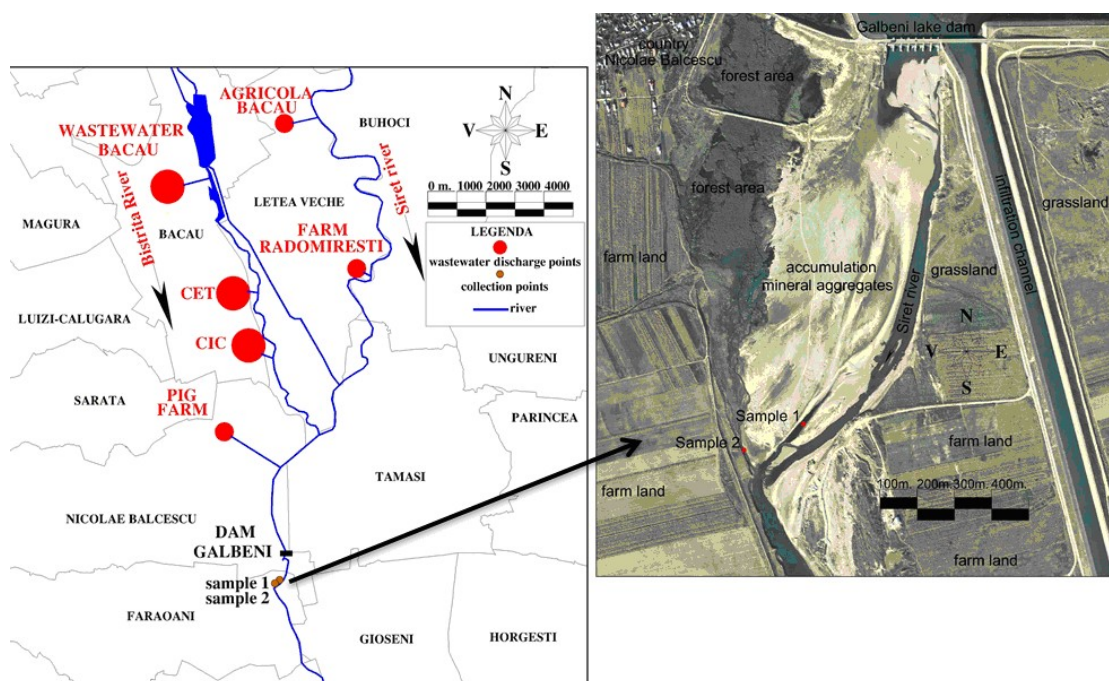 AGRICOLA
BACAU
WASTEWATER
BACAU
BUHOCI
N
V E
S
Bistrita River
Siret river
MAGURA
BACAU
LETEA VECHE
0 m. 1000 2000 3000 4000
LEGENDA
wastewater discharge points
collection points
river
FARM
RADOMIRESTI
CET
LUIZI-CALUGARA
CIC
UNGURENI
SARATA
PIG
FARM
PARINCEA
TAMASI
NICOLAE BALCESCU
DAM
GALBENI
sample 1
sample 2
FARAOANI
GIOSENI
HORGESTI
Galbeni lake dam
country
Nicolae Balcescu
forest area
forest area
infiltration channel
grassland
farm land
accumulation
mineral aggregates
grassland
Siret river
N
V E
S
Sample 1
Sample 2
farm land
farm land
100m. 200m. 300m. 400m.
farm land